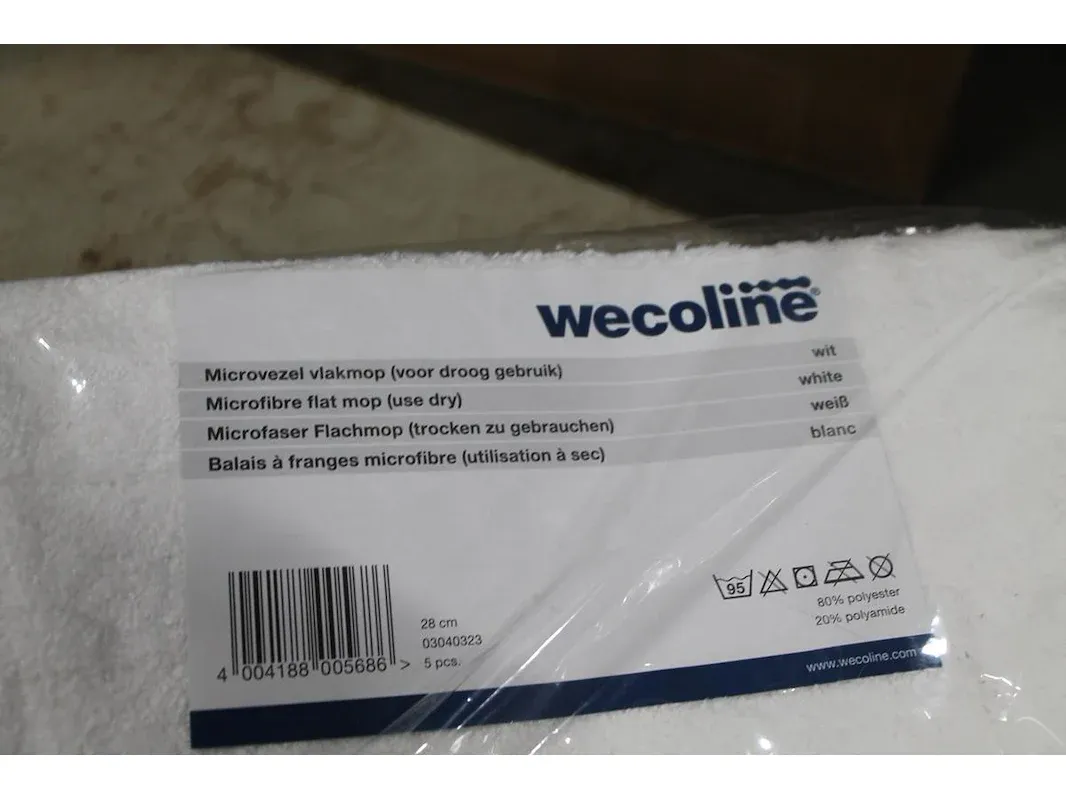 wecoline®
Microvezel vlakmop (voor droog gebruik) wit
Microfibre flat mop (use dry) white
Microfaser Flachmop (trocken zu gebrauchen) weiß
Balais à franges microfibre (utilisation à sec) blanc
95
80% polyester
20% polyamide
28 cm
03040323
5 pcs.
4 004188 005686 >
www.wecoline.com